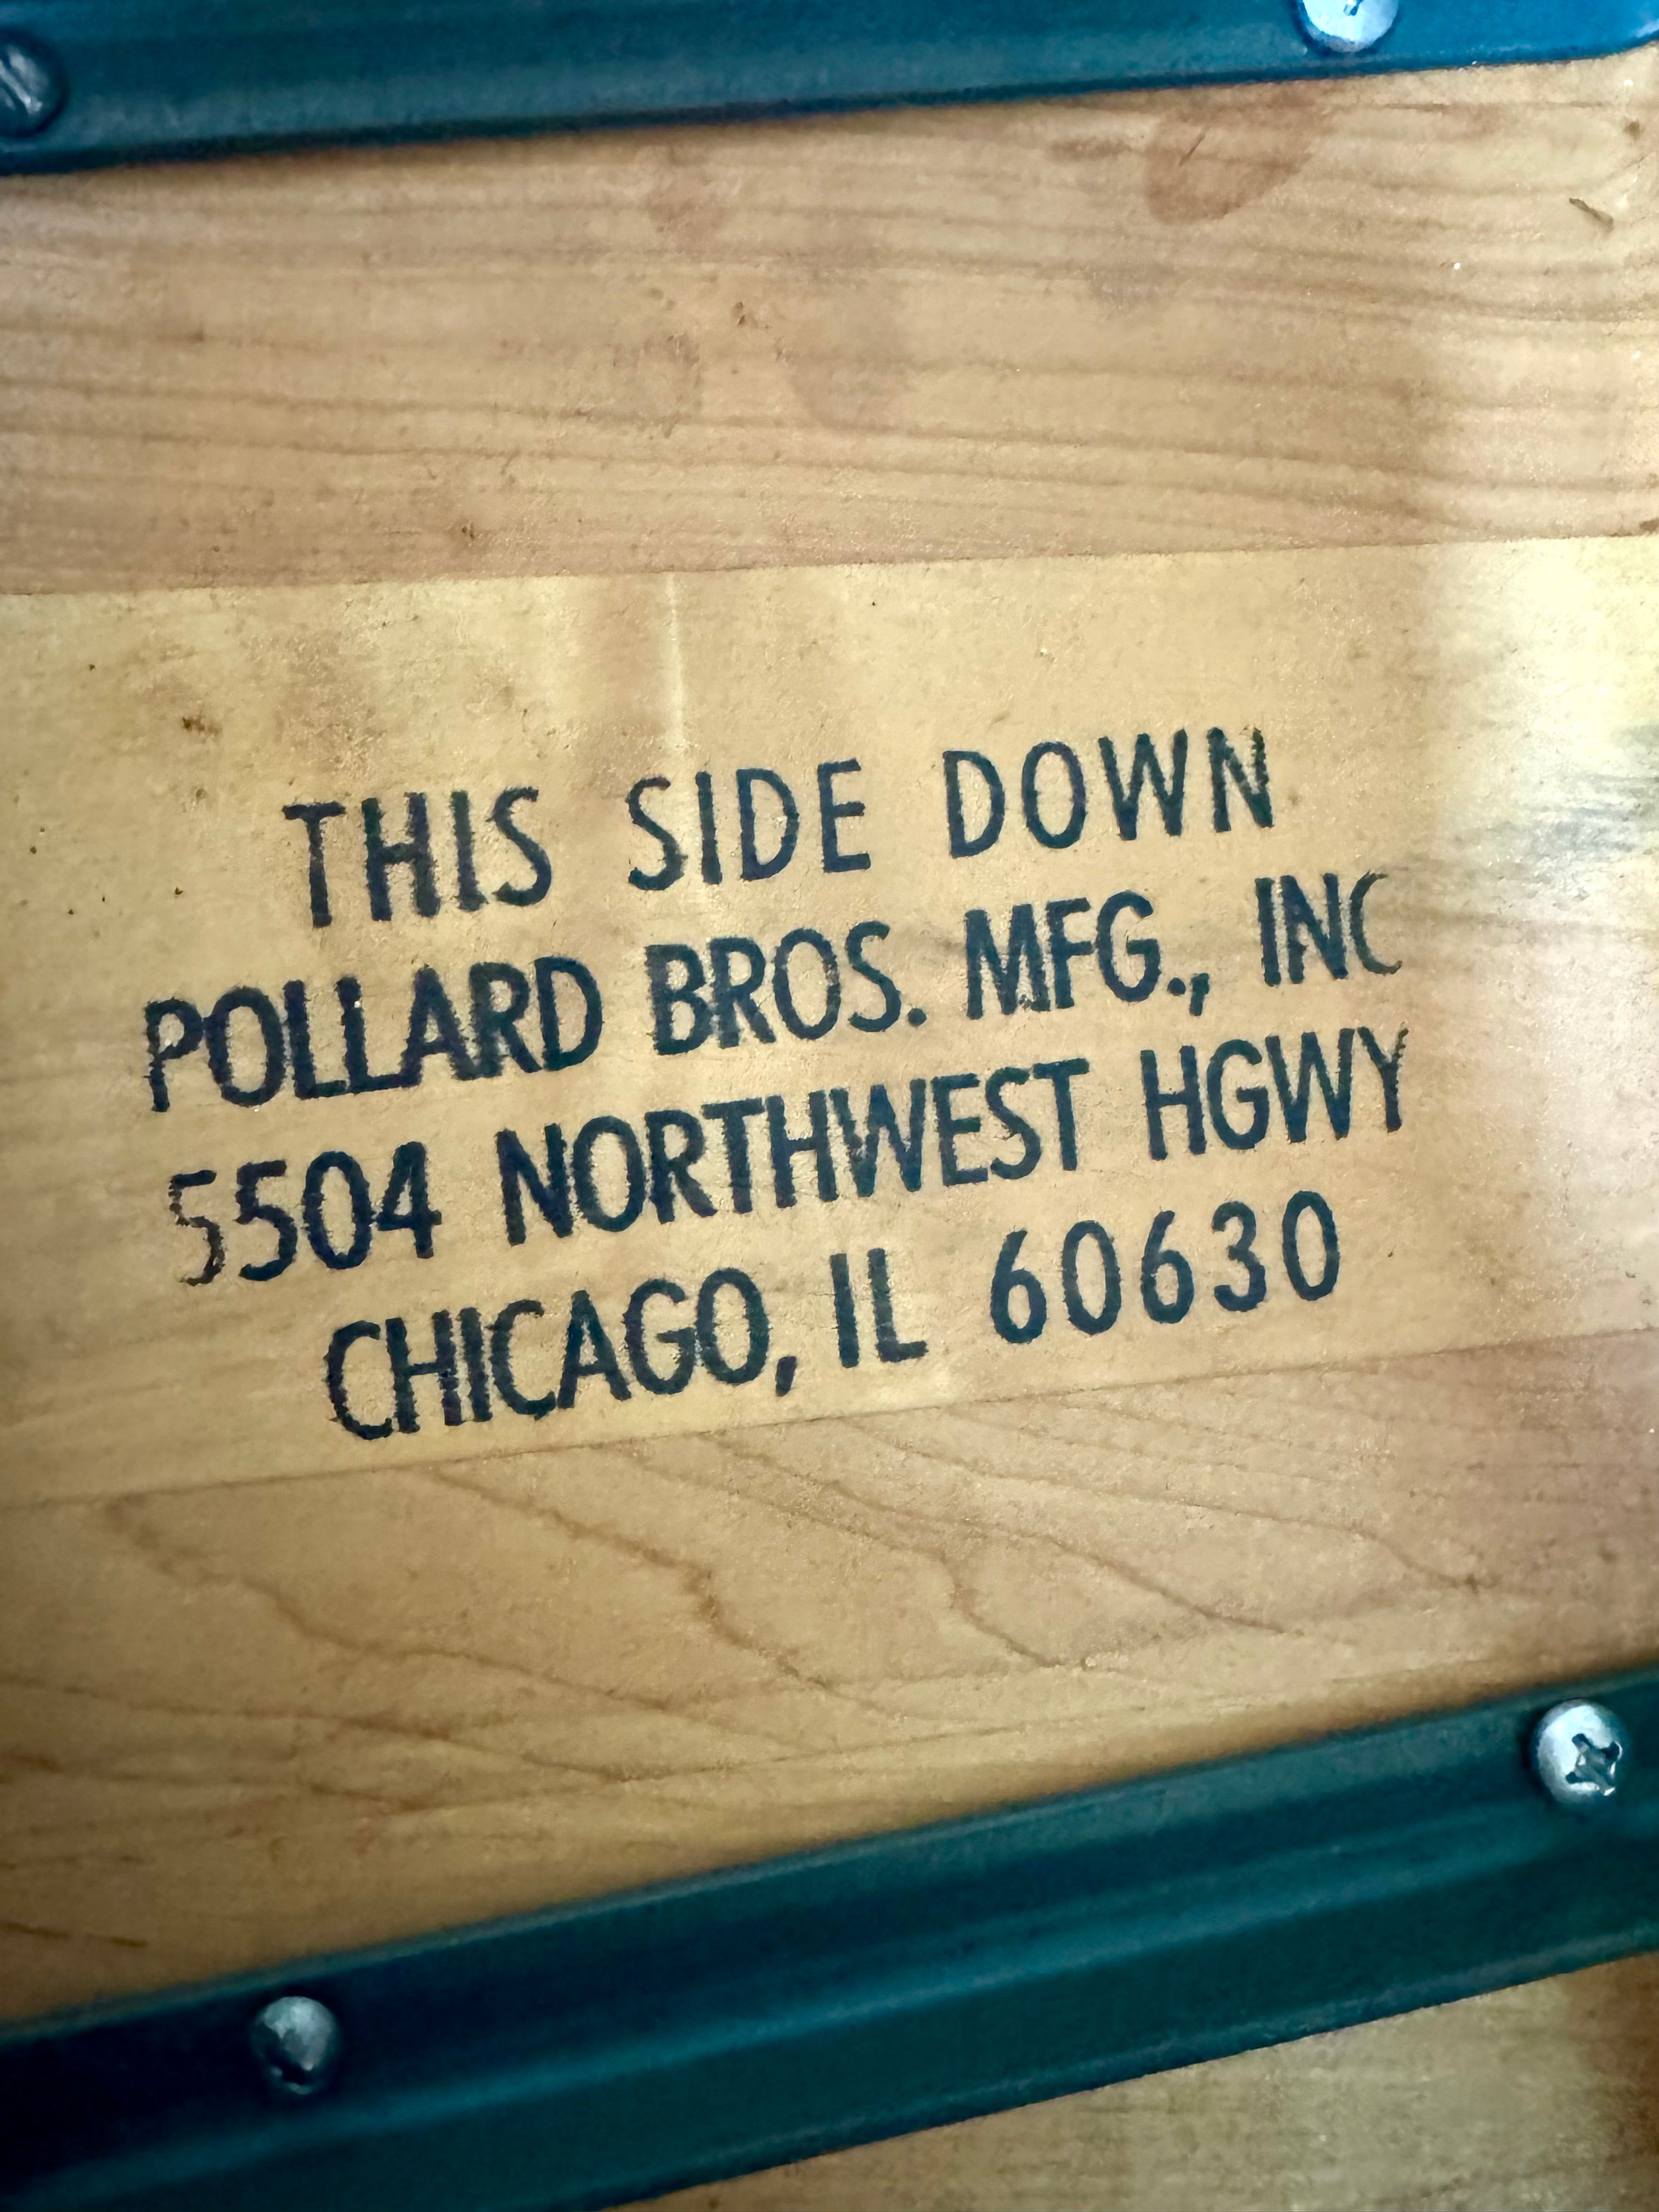 THIS SIDE DOWN
POLLARD BROS. MFG., INC
5504 NORTHWEST HGWY
CHICAGO, IL 60630